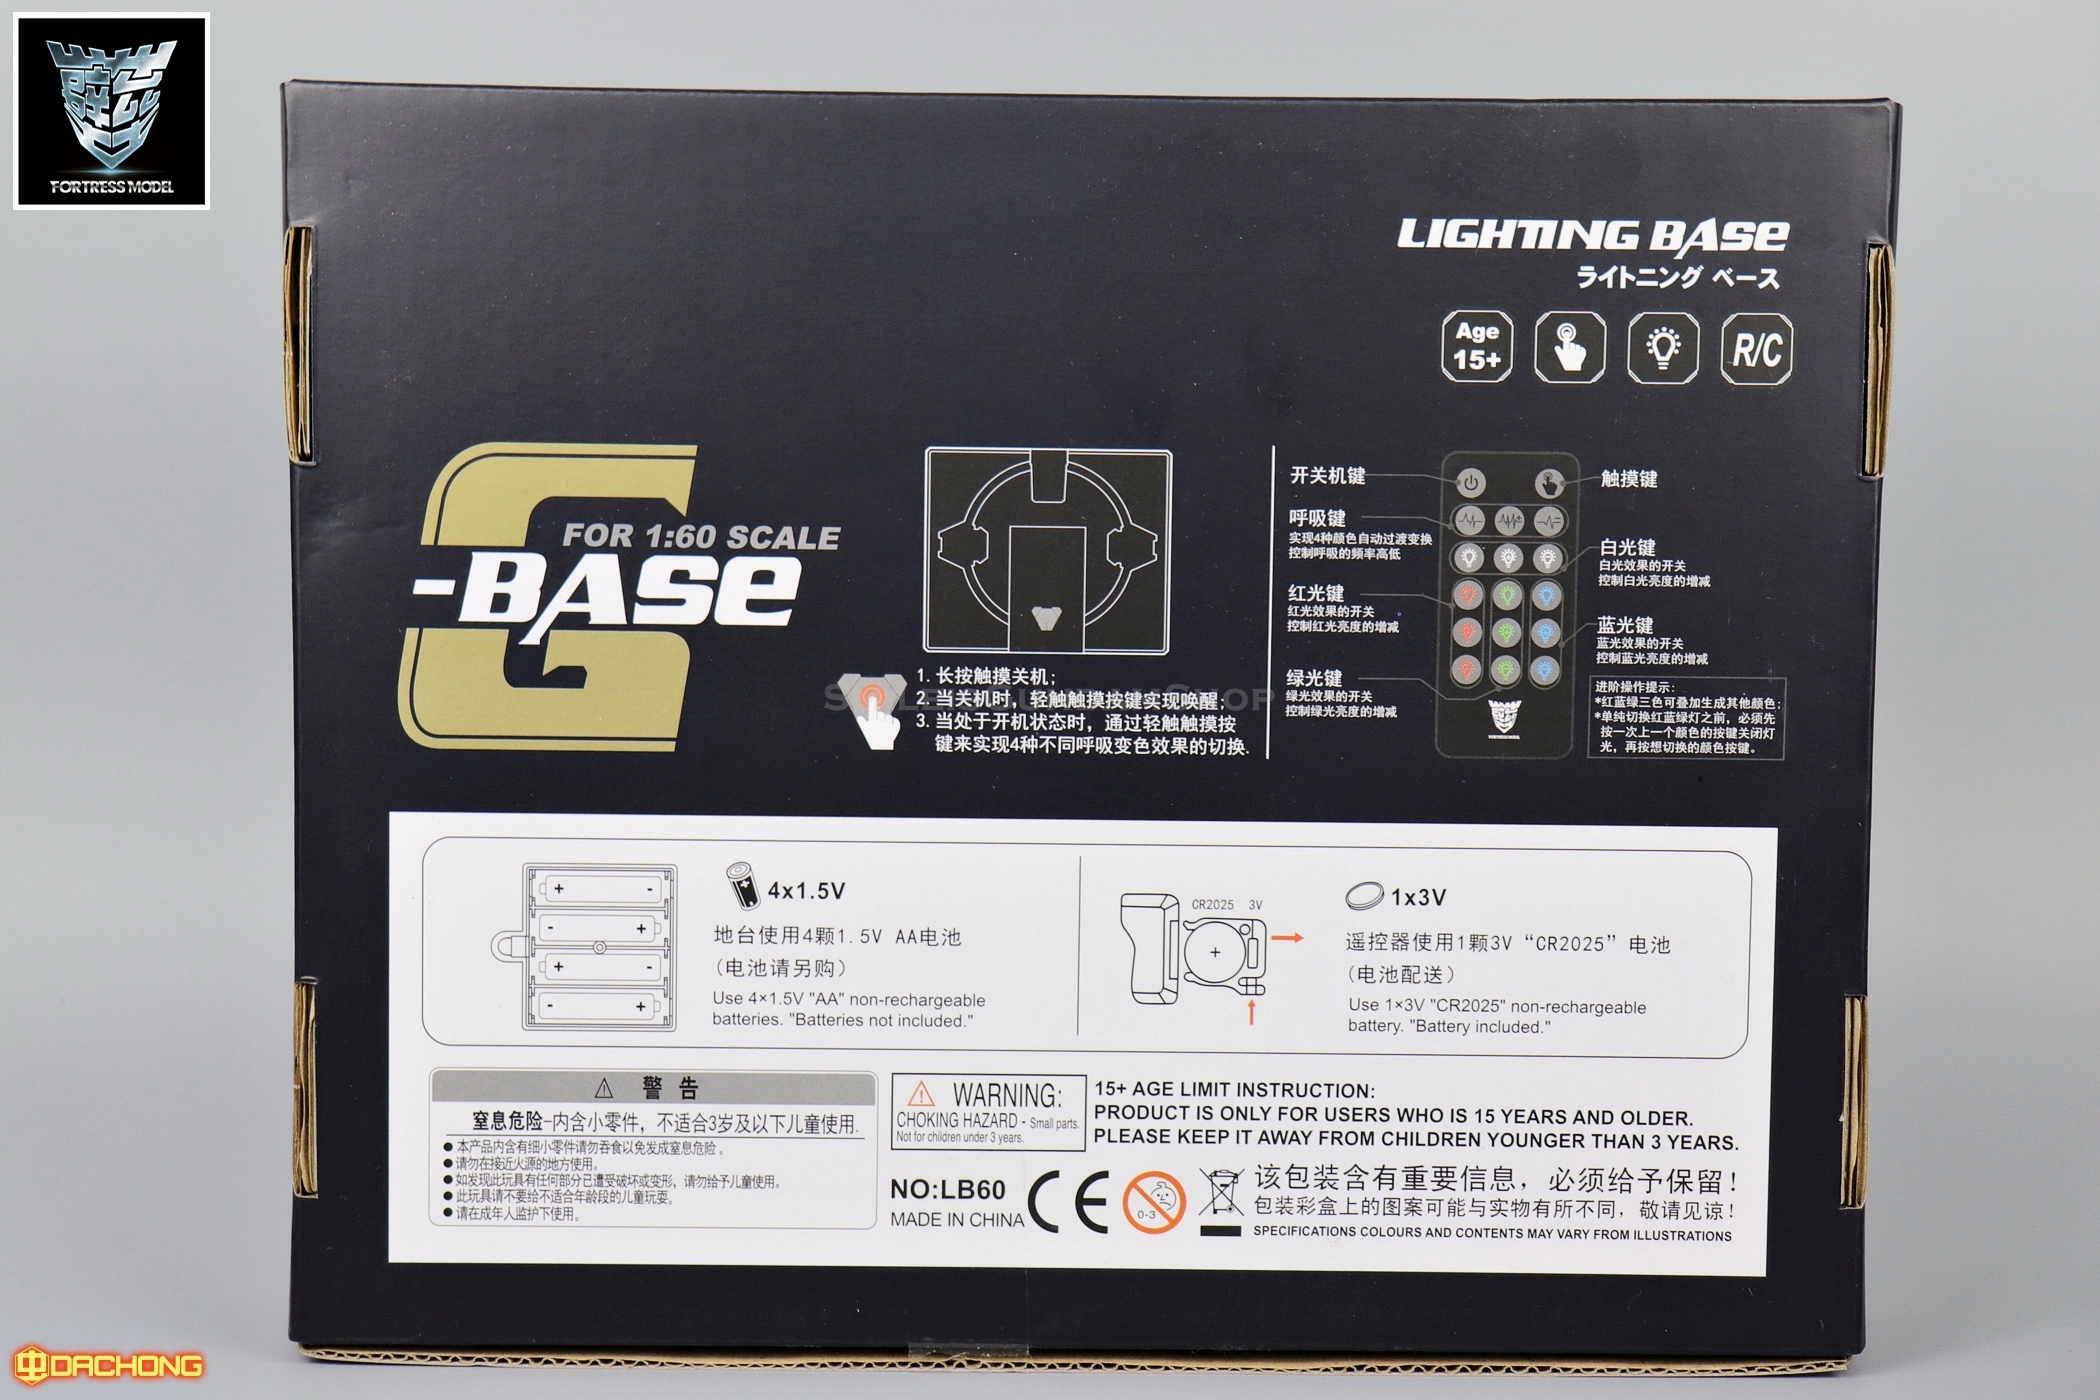 FORTRESS MODEL
LIGHTING BASE
ライトニング ベース
Age
15+
R/C
G
FOR 1:60 SCALE
-BASE
1. 长按触摸关机；
2. 当关机时，轻触触摸按键实现唤醒；
3. 当处于开机状态时，通过轻触触摸按
键来实现4种不同呼吸变色效果的切换.
开关机键
触摸键
呼吸键
实现4种颜色自动过渡变换
控制呼吸的频率高低
白光键
白光效果的开关
控制白光亮度的增减
红光键
红光效果的开关
控制红光亮度的增减
蓝光键
蓝光效果的开关
控制蓝光亮度的增减
绿光键
绿光效果的开关
控制绿光亮度的增减
FORTRESS MODEL
进阶操作提示：
*红蓝绿三色可叠加生成其他颜色；
*单纯切换红蓝绿灯之前，必须先
按一次上一个颜色的按键关闭灯
光，再按想切换的颜色按键。
4x1.5V
地台使用4颗1.5V AA电池
（电池请另购）
Use 4×1.5V "AA" non-rechargeable
batteries. "Batteries not included."
CR2025 3V
1x3V
遥控器使用1颗3V“CR2025”电池
（电池配送）
Use 1×3V "CR2025" non-rechargeable
battery. "Battery included."
警 告
窒息危险-内含小零件，不适合3岁及以下儿童使用.
●本产品内含有细小零件请勿吞食以免发成窒息危险 。
●请勿在接近火源的地方使用。
●如发现此玩具有任何部分已遭受破坏或变形，请勿给予儿童使用。
●此玩具请不要给不适合年龄段的儿童玩耍。
●请在成年人监护下使用。
WARNING:
CHOKING HAZARD - Small parts.
Not for children under 3 years.
15+ AGE LIMIT INSTRUCTION:
PRODUCT IS ONLY FOR USERS WHO IS 15 YEARS AND OLDER.
PLEASE KEEP IT AWAY FROM CHILDREN YOUNGER THAN 3 YEARS.
NO:LB60
MADE IN CHINA
CE
0-3
该包装含有重要信息，必须给予保留！
包装彩盒上的图案可能与实物有所不同，敬请见谅！
SPECIFICATIONS COLOURS AND CONTENTS MAY VARY FROM ILLUSTRATIONS
DACHONG